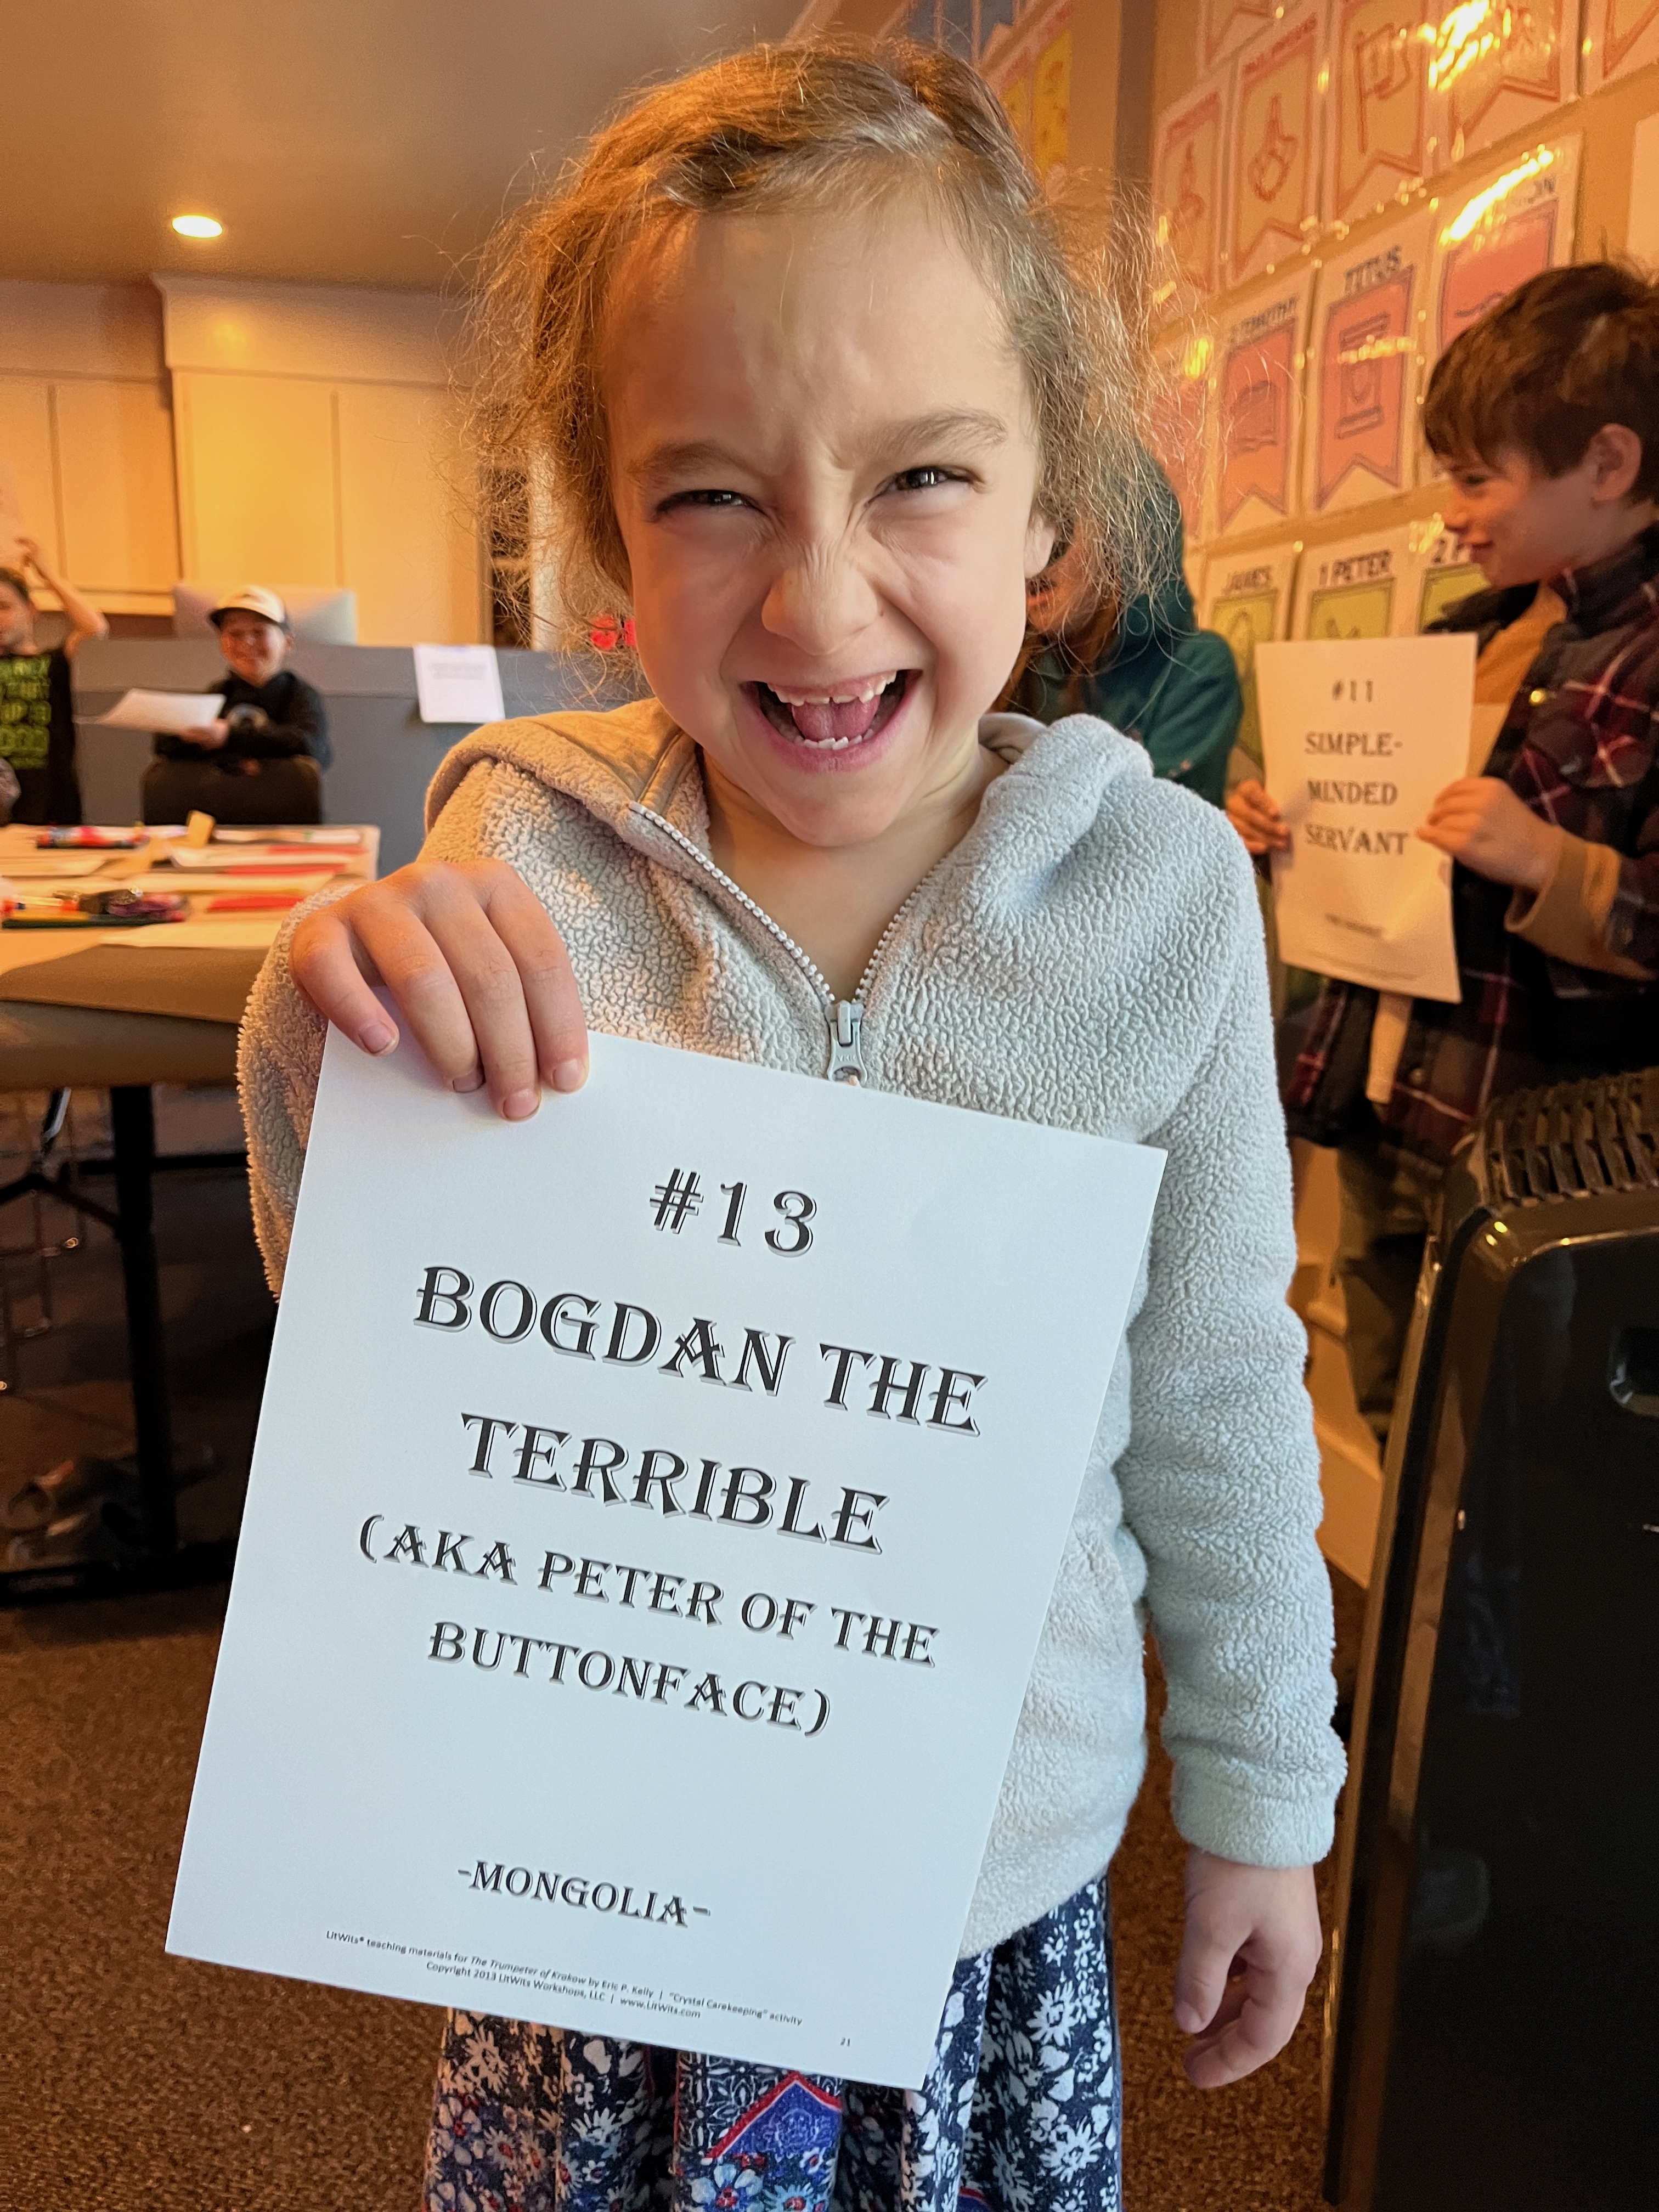 #13
BOGDAN THE
TERRIBLE
(AKA PETER OF THE
BUTTONFACE)
-MONGOLIA-
LitWits® teaching materials for The Trumpeter of Krakow by Eric P. Kelly | "Crystal Carekeeping" activity
Copyright 2013 LitWits Workshops, LLC | www.LitWits.com
21
#11
SIMPLE-
MINDED
SERVANT
TITUS
2 TIMOTHY
JAMES
1 PETER